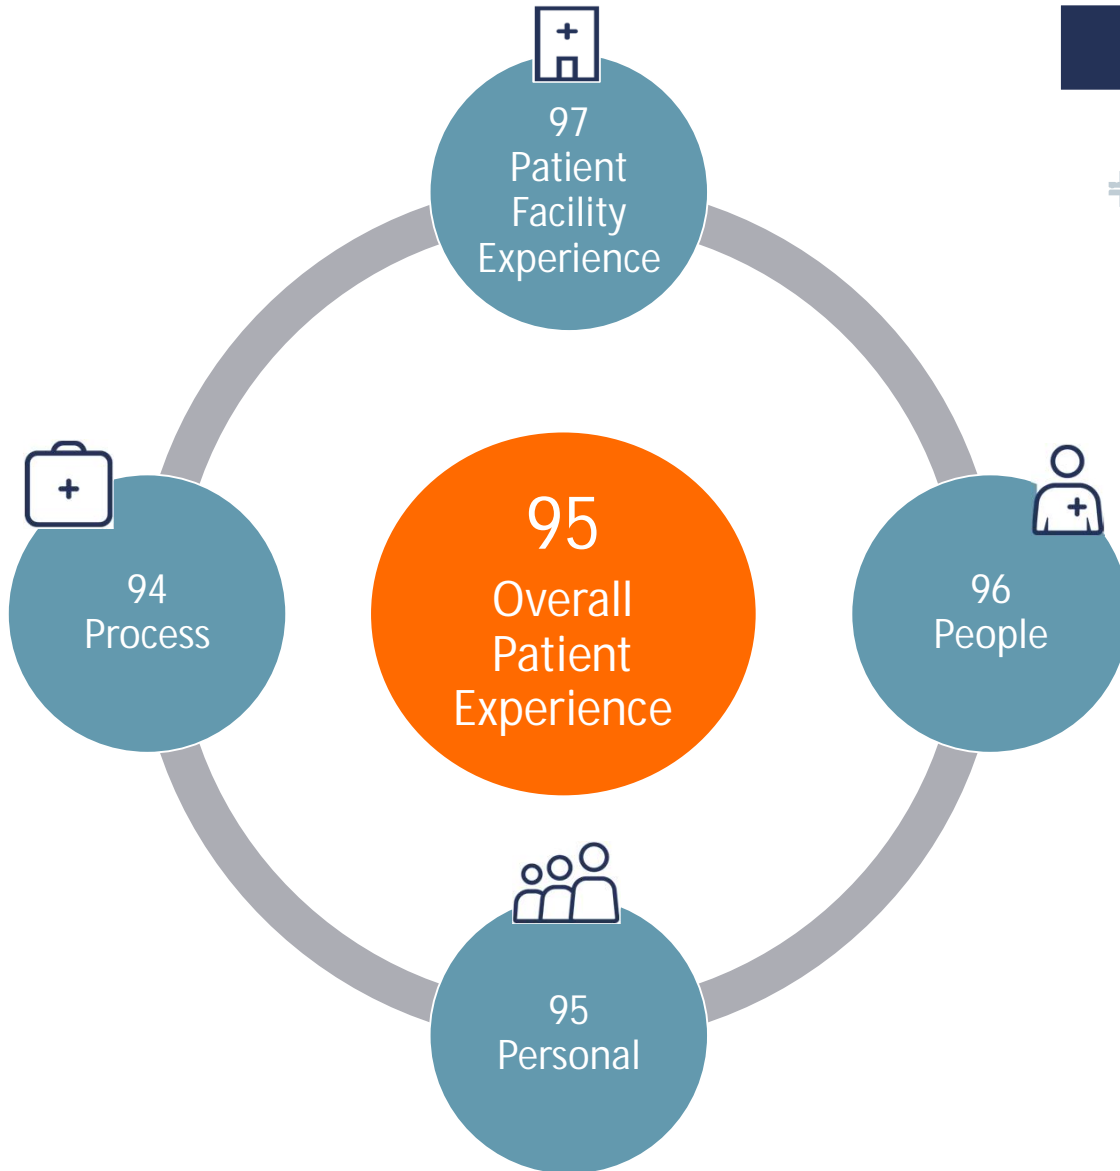 97
Patient
Facility
Experience
94
Process
95
Overall
Patient
Experience
96
People
95
Personal